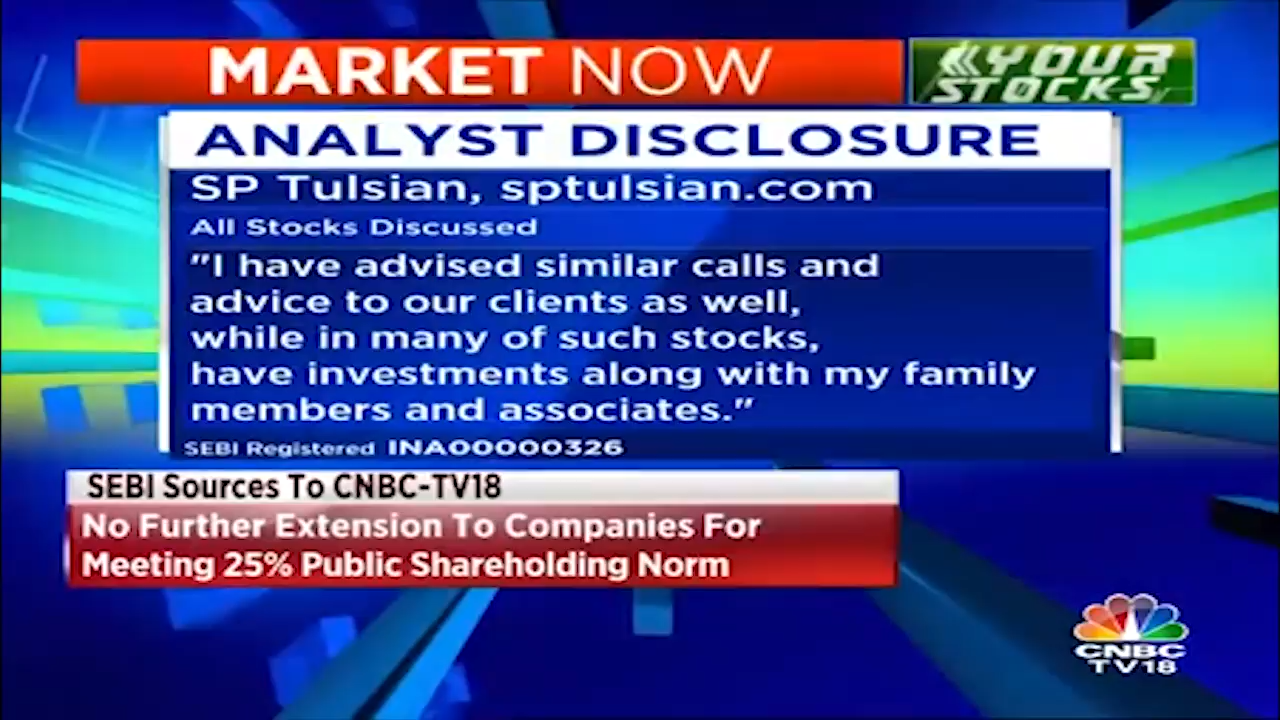 MARKET NOW
YOUR
STOCKS
ANALYST DISCLOSURE
SP Tulsian, sptulsian.com
All Stocks Discussed
"I have advised similar calls and
advice to our clients as well,
while in many of such stocks,
have investments along with my family
members and associates."
SEBI Registered INA00000326
SEBI Sources To CNBC-TV18
No Further Extension To Companies For
Meeting 25% Public Shareholding Norm
CNBC
TV18